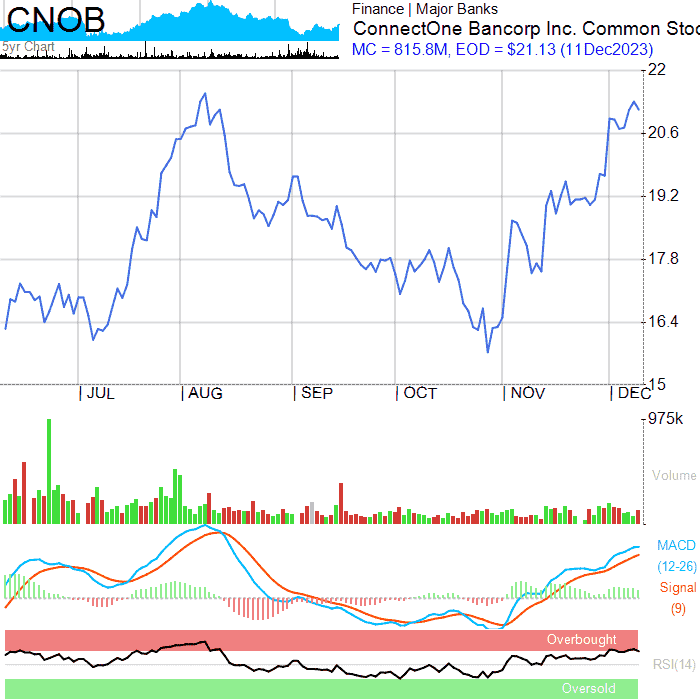 CNOB
5yr Chart
Finance | Major Banks
ConnectOne Bancorp Inc. Common Stoc
MC = 815.8M, EOD = $21.13 (11Dec2023)
22
20.6
19.2
17.8
16.4
15
| JUL | AUG | SEP | OCT | NOV | DEC
975k
Volume
MACD
(12-26)
Signal
(9)
Overbought
RSI(14)
Oversold